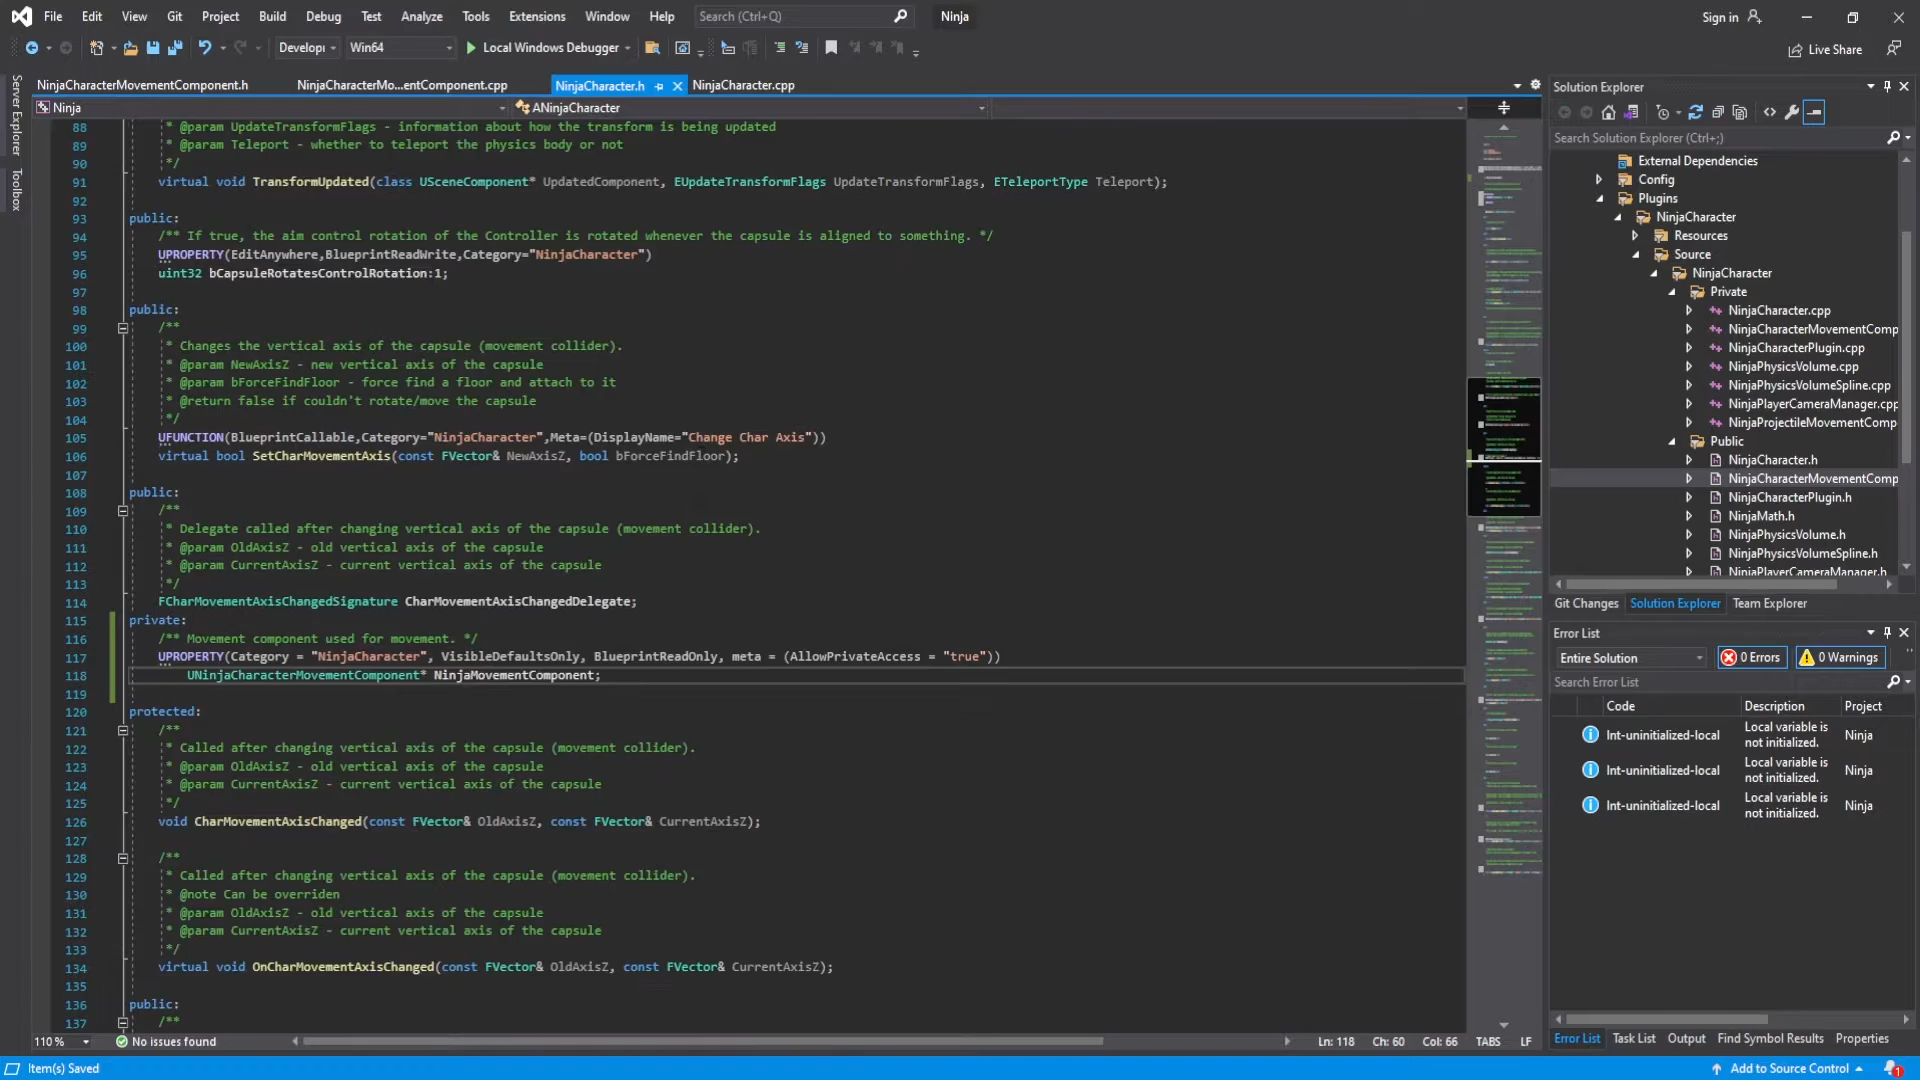 File Edit View Git Project Build Debug Test Analyze Tools Extensions Window Help Search (Ctrl+Q) Ninja Sign in
Developi Win64 Local Windows Debugger Live Share
Server Explorer
Toolbox
NinjaCharacterMovementComponent.h NinjaCharacterMo...entComponent.cpp NinjaCharacter.h NinjaCharacter.cpp
Ninja ANinjaCharacter
88 * @param UpdateTransformFlags - information about how the transform is being updated
89 * @param Teleport - whether to teleport the physics body or not
90 */
91 virtual void TransformUpdated(class USceneComponent* UpdatedComponent, EUpdateTransformFlags UpdateTransformFlags, ETeleportType Teleport);
92
93 public:
94 /** If true, the aim control rotation of the Controller is rotated whenever the capsule is aligned to something. */
95 UPROPERTY(EditAnywhere,BlueprintReadWrite,Category="NinjaCharacter")
96 uint32 bCapsuleRotatesControlRotation:1;
97
98 public:
99 /**
100 * Changes the vertical axis of the capsule (movement collider).
101 * @param NewAxisZ - new vertical axis of the capsule
102 * @param bForceFindFloor - force find a floor and attach to it
103 * @return false if couldn't rotate/move the capsule
104 */
105 UFUNCTION(BlueprintCallable,Category="NinjaCharacter",Meta=(DisplayName="Change Char Axis"))
106 virtual bool SetCharMovementAxis(const FVector& NewAxisZ, bool bForceFindFloor);
107
108 public:
109 /**
110 * Delegate called after changing vertical axis of the capsule (movement collider).
111 * @param OldAxisZ - old vertical axis of the capsule
112 * @param CurrentAxisZ - current vertical axis of the capsule
113 */
114 FCharMovementAxisChangedSignature CharMovementAxisChangedDelegate;
115 private:
116 /** Movement component used for movement. */
117 UPROPERTY(Category = "NinjaCharacter", VisibleDefaultsOnly, BlueprintReadOnly, meta = (AllowPrivateAccess = "true"))
118 UNinjaCharacterMovementComponent* NinjaMovementComponent;
119
120 protected:
121 /**
122 * Called after changing vertical axis of the capsule (movement collider).
123 * @param OldAxisZ - old vertical axis of the capsule
124 * @param CurrentAxisZ - current vertical axis of the capsule
125 */
126 void CharMovementAxisChanged(const FVector& OldAxisZ, const FVector& CurrentAxisZ);
127
128 /**
129 * Called after changing vertical axis of the capsule (movement collider).
130 * @note Can be overriden
131 * @param OldAxisZ - old vertical axis of the capsule
132 * @param CurrentAxisZ - current vertical axis of the capsule
133 */
134 virtual void OnCharMovementAxisChanged(const FVector& OldAxisZ, const FVector& CurrentAxisZ);
135
136 public:
137 /**
110 % No issues found Ln: 118 Ch: 60 Col: 66 TABS LF
Solution Explorer
Search Solution Explorer (Ctrl+;)
External Dependencies
Config
Plugins
NinjaCharacter
Resources
Source
NinjaCharacter
Private
NinjaCharacter.cpp
NinjaCharacterMovementComp
NinjaCharacterPlugin.cpp
NinjaPhysicsVolume.cpp
NinjaPhysicsVolumeSpline.cpp
NinjaPlayerCameraManager.cpp
NinjaProjectileMovementComp
Public
NinjaCharacter.h
NinjaCharacterMovementComp
NinjaCharacterPlugin.h
NinjaMath.h
NinjaPhysicsVolume.h
NinjaPhysicsVolumeSpline.h
NinjaPlayerCameraManager.h
Git Changes Solution Explorer Team Explorer
Error List
Entire Solution 0 Errors 0 Warnings
Search Error List
Code Description Project
Int-uninitialized-local Local variable is not initialized. Ninja
Int-uninitialized-local Local variable is not initialized. Ninja
Int-uninitialized-local Local variable is not initialized. Ninja
Error List Task List Output Find Symbol Results Properties
Item(s) Saved Add to Source Control 1